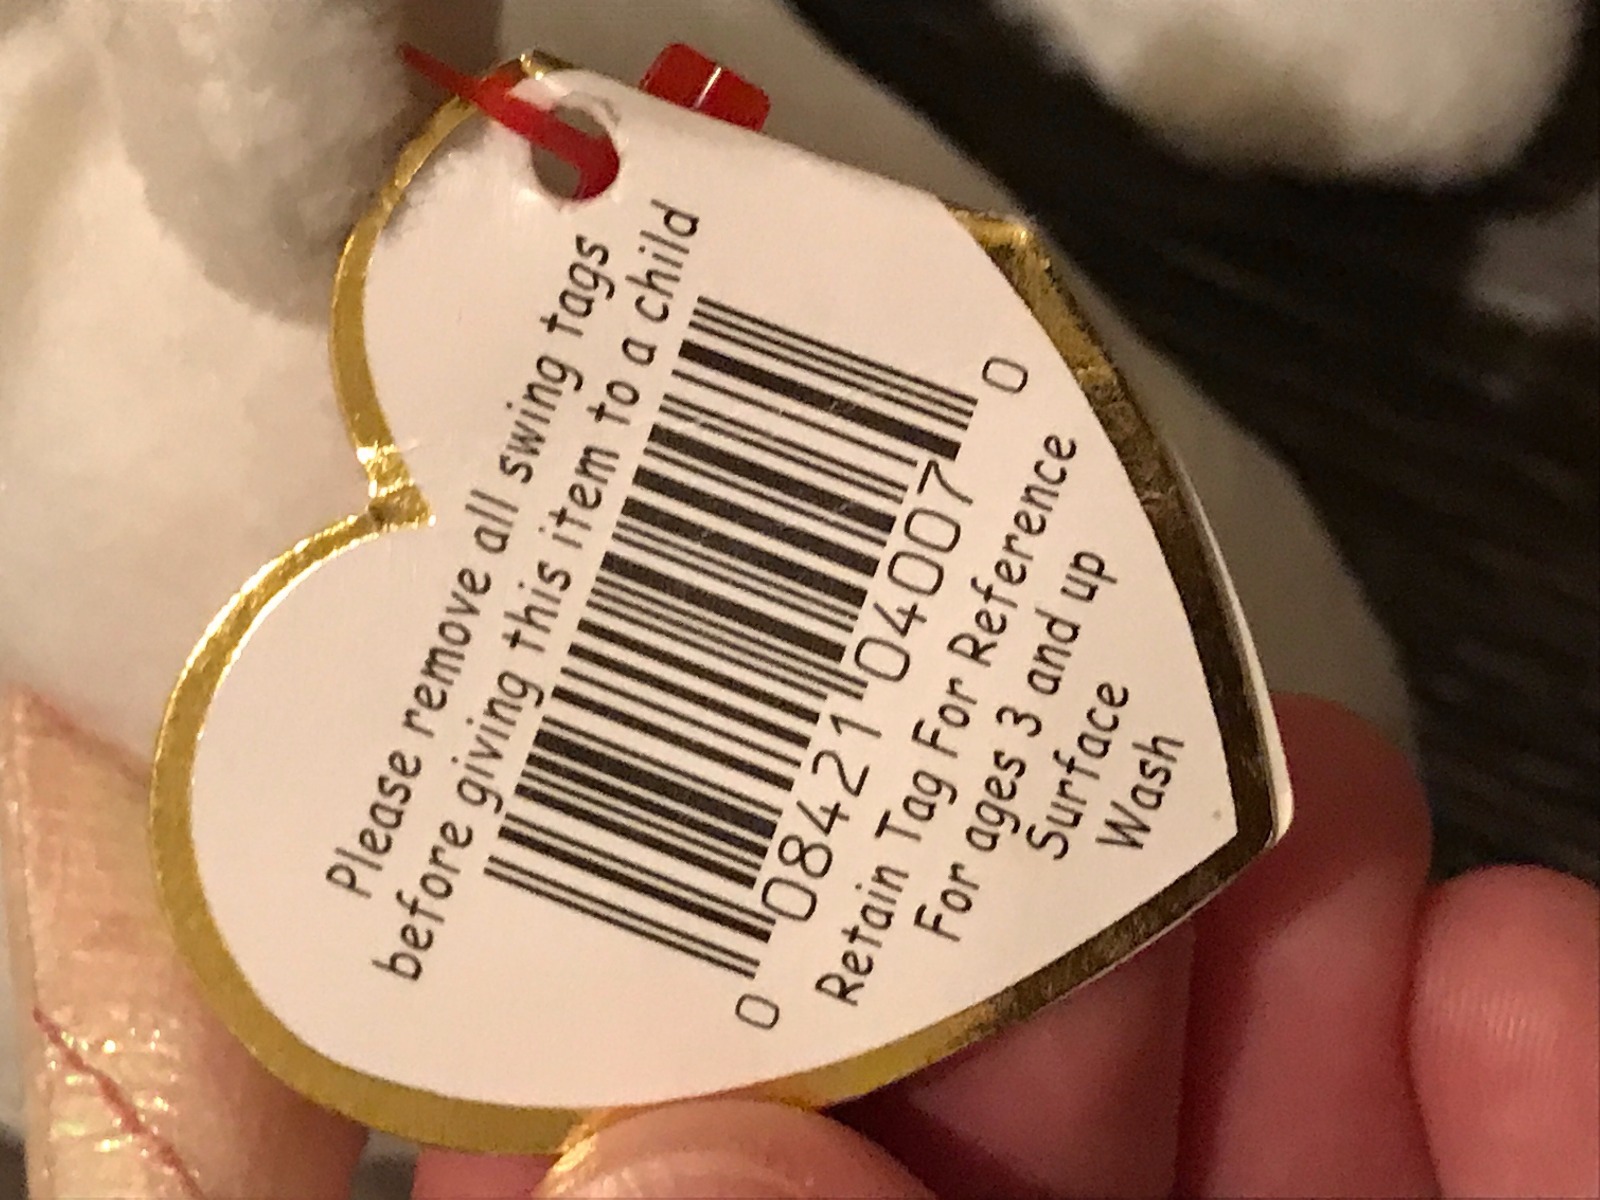 Please remove all swing tags
before giving this item to a child
0 08421 04007 0
Retain Tag For Reference
For ages 3 and up
Surface
Wash